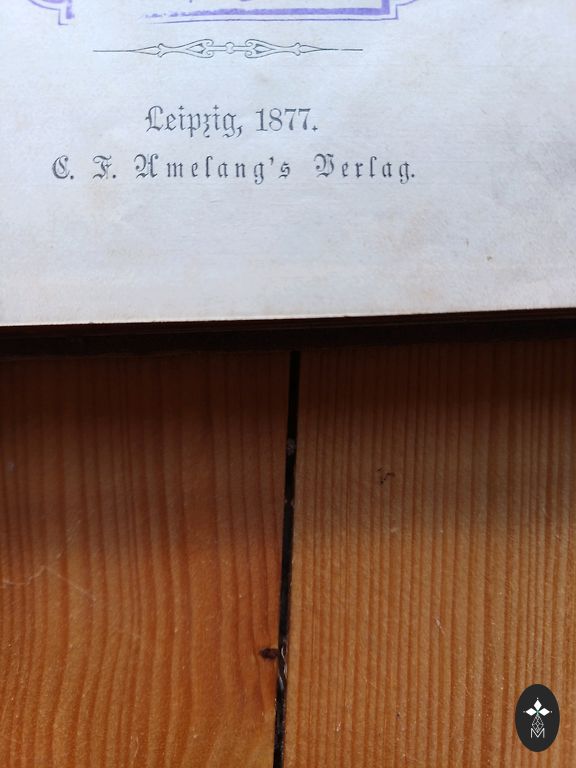 Leipzig, 1877.
C. F. Amelang's Verlag.
M